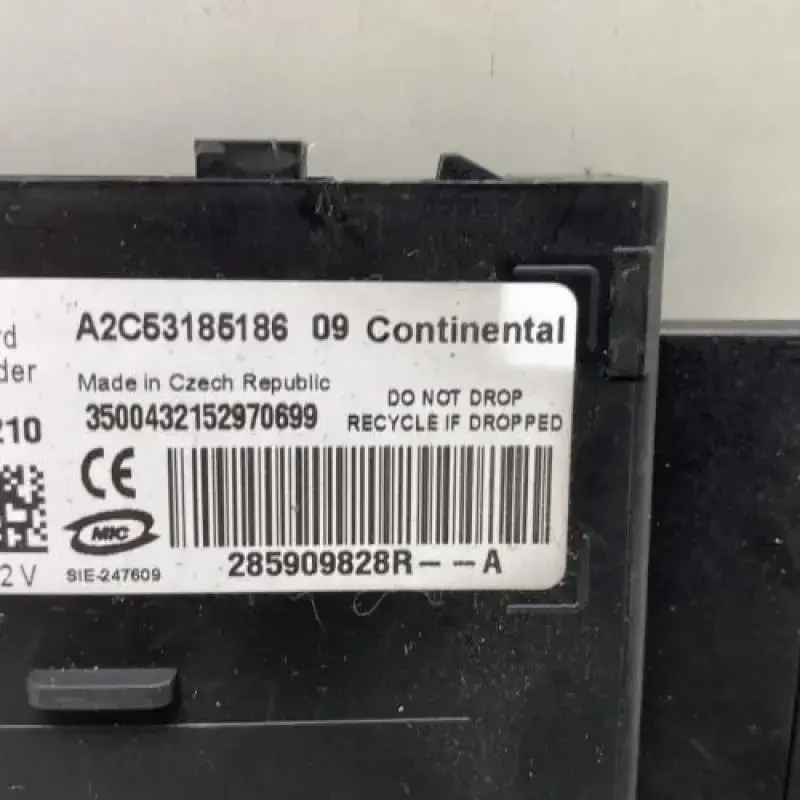 rd A2C53185186 09 Continental
der
Made in Czech Republic
DO NOT DROP
210 3500432152970699 RECYCLE IF DROPPED
CE
MIC
2 V SIE-247609 285909828R--A